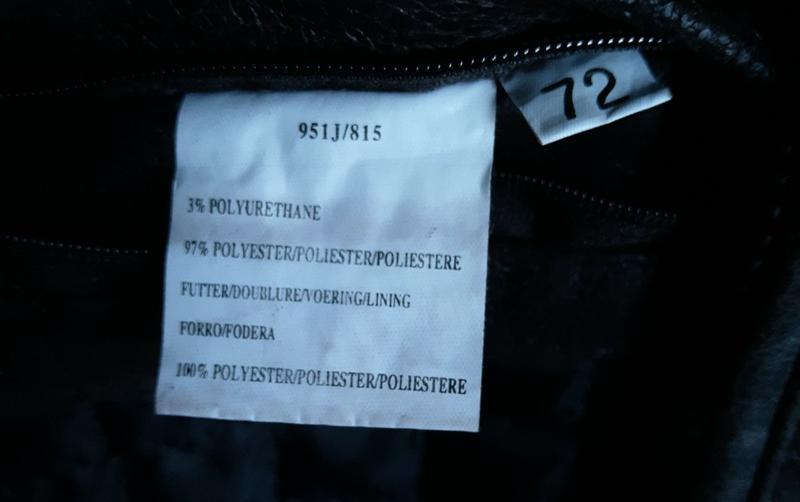 951J/815
72
3% POLYURETHANE
97% POLYESTER/POLIESTER/POLIESTERE
FUTTER/DOUBLURE/VOERING/LINING
FORRO/FODERA
100% POLYESTER/POLIESTER/POLIESTERE